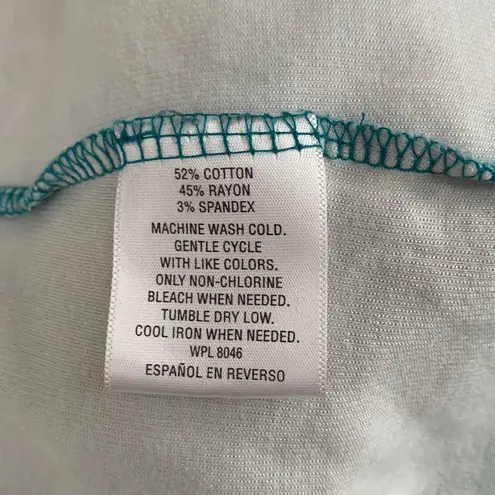 52% COTTON
45% RAYON
3% SPANDEX
MACHINE WASH COLD.
GENTLE CYCLE
WITH LIKE COLORS.
ONLY NON-CHLORINE
BLEACH WHEN NEEDED.
TUMBLE DRY LOW.
COOL IRON WHEN NEEDED.
WPL 8046
ESPAÑOL EN REVERSO